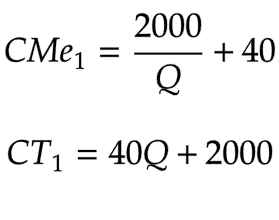 CMe₁ = 2000/Q + 40
CT₁ = 40Q + 2000